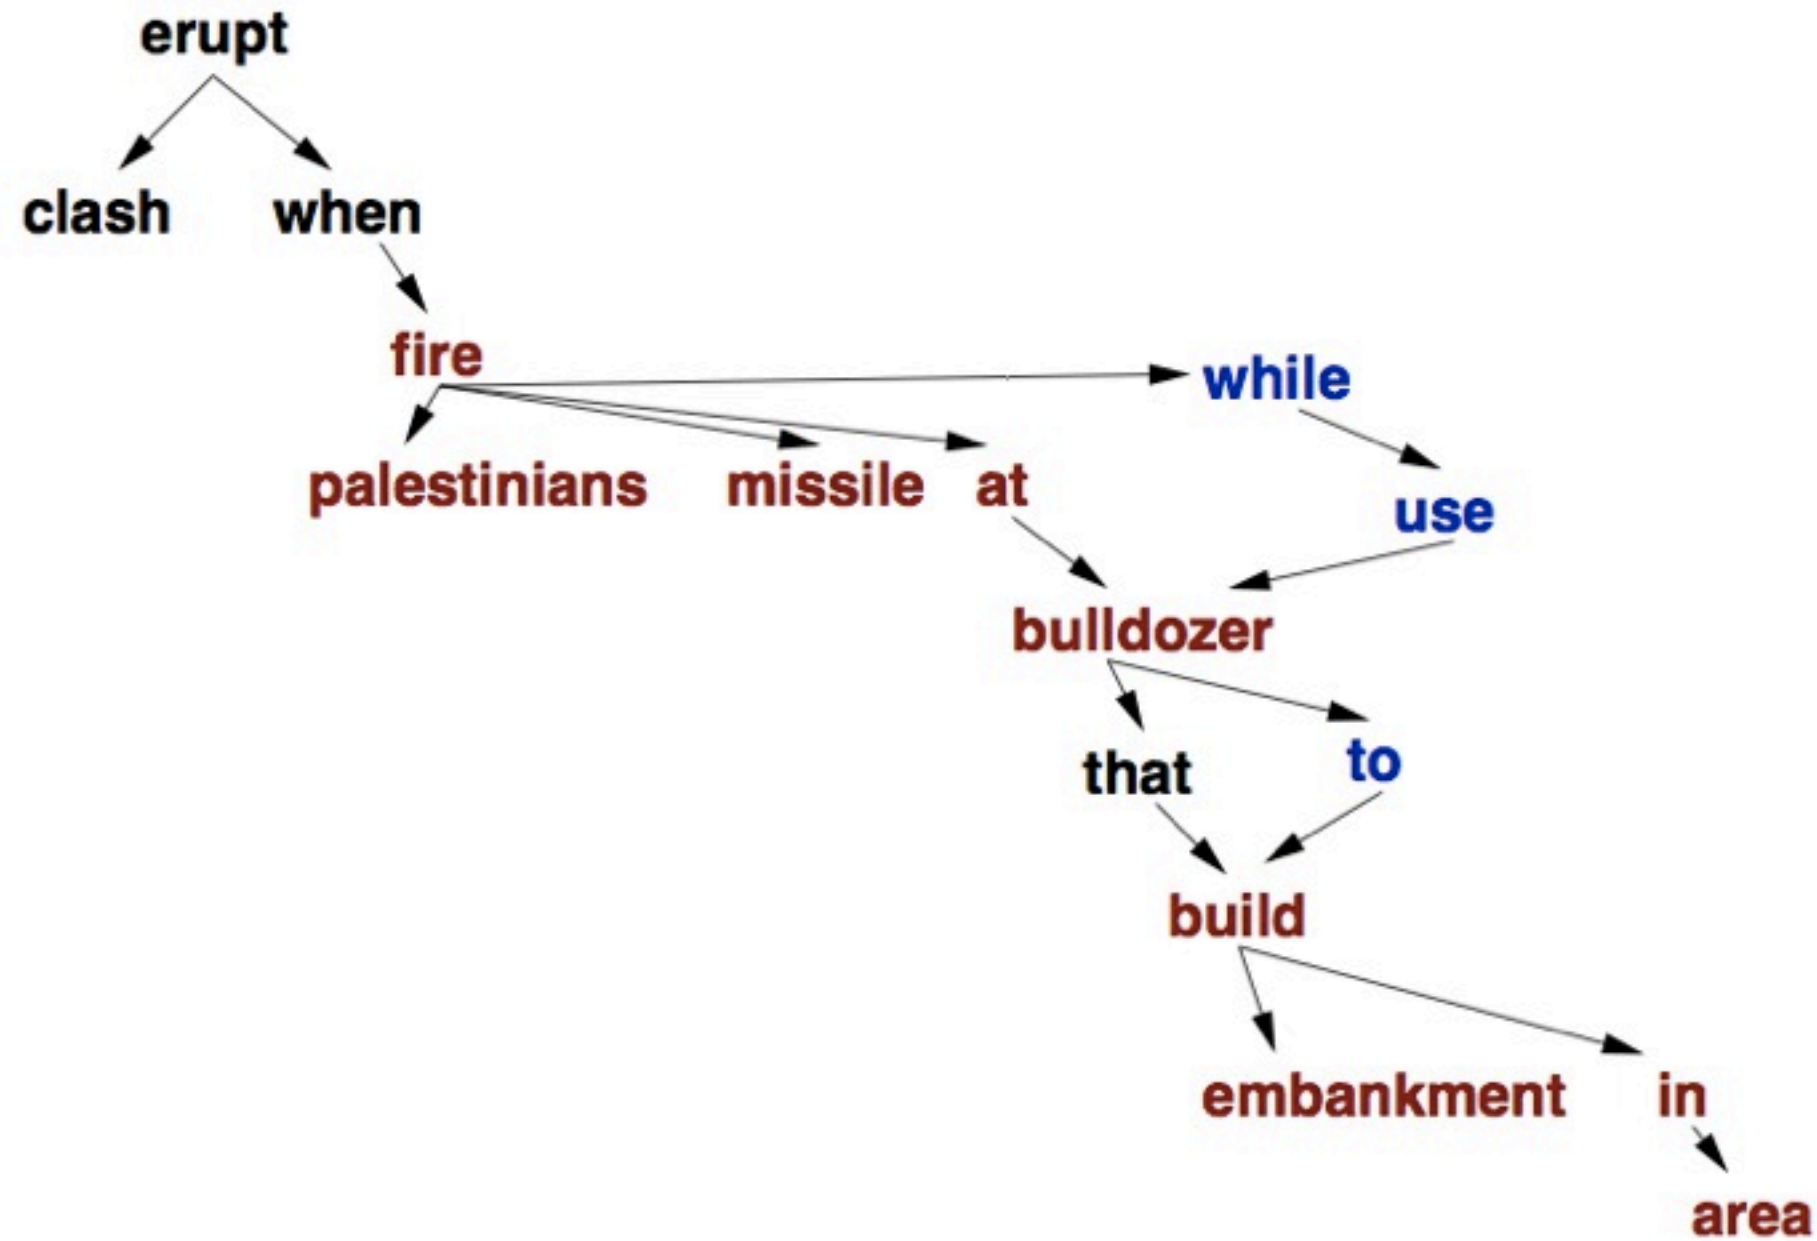 erupt
clash when
fire
while
palestinians missile at
use
bulldozer
that to
build
embankment in
area